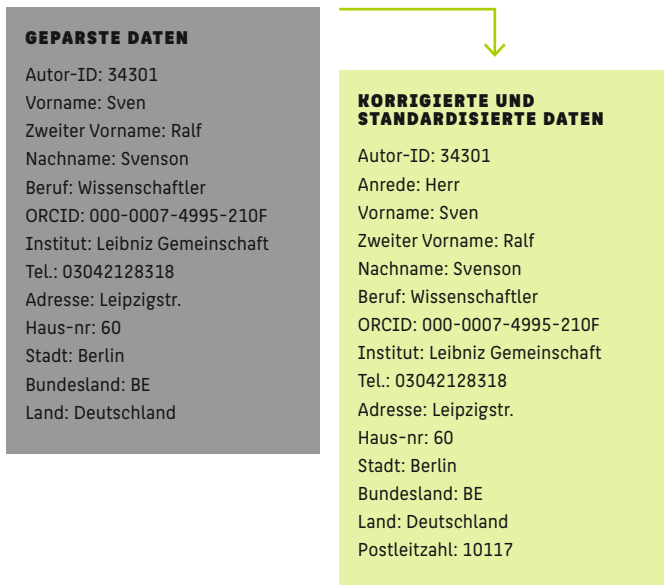 GEPARSTE DATEN
Autor-ID: 34301
Vorname: Sven
Zweiter Vorname: Ralf
Nachname: Svenson
Beruf: Wissenschaftler
ORCID: 000-0007-4995-210F
Institut: Leibniz Gemeinschaft
Tel.: 03042128318
Adresse: Leipzigstr.
Haus-nr: 60
Stadt: Berlin
Bundesland: BE
Land: Deutschland
KORRIGIERTE UND
STANDARDISIERTE DATEN
Autor-ID: 34301
Anrede: Herr
Vorname: Sven
Zweiter Vorname: Ralf
Nachname: Svenson
Beruf: Wissenschaftler
ORCID: 000-0007-4995-210F
Institut: Leibniz Gemeinschaft
Tel.: 03042128318
Adresse: Leipzigstr.
Haus-nr: 60
Stadt: Berlin
Bundesland: BE
Land: Deutschland
Postleitzahl: 10117